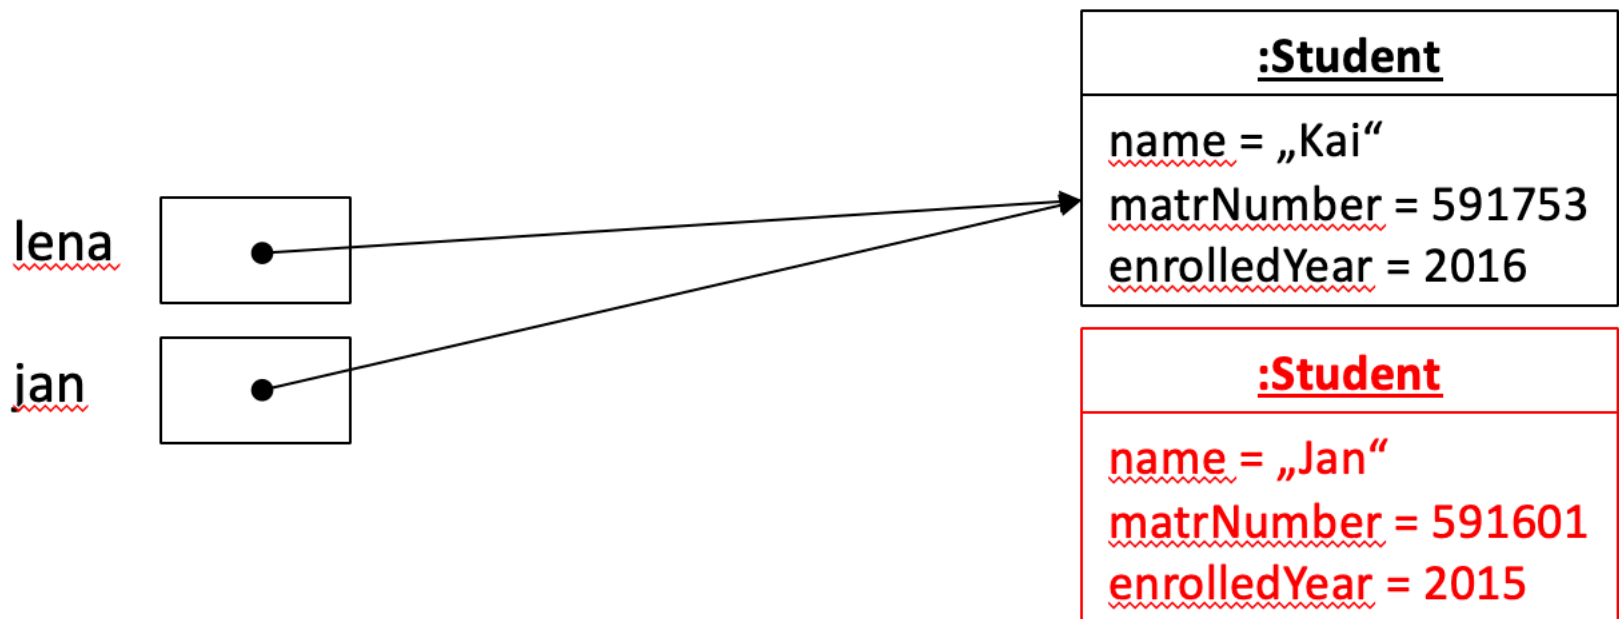 lena
jan
:Student
name = „Kai“
matrNumber = 591753
enrolledYear = 2016
:Student
name = „Jan“
matrNumber = 591601
enrolledYear = 2015